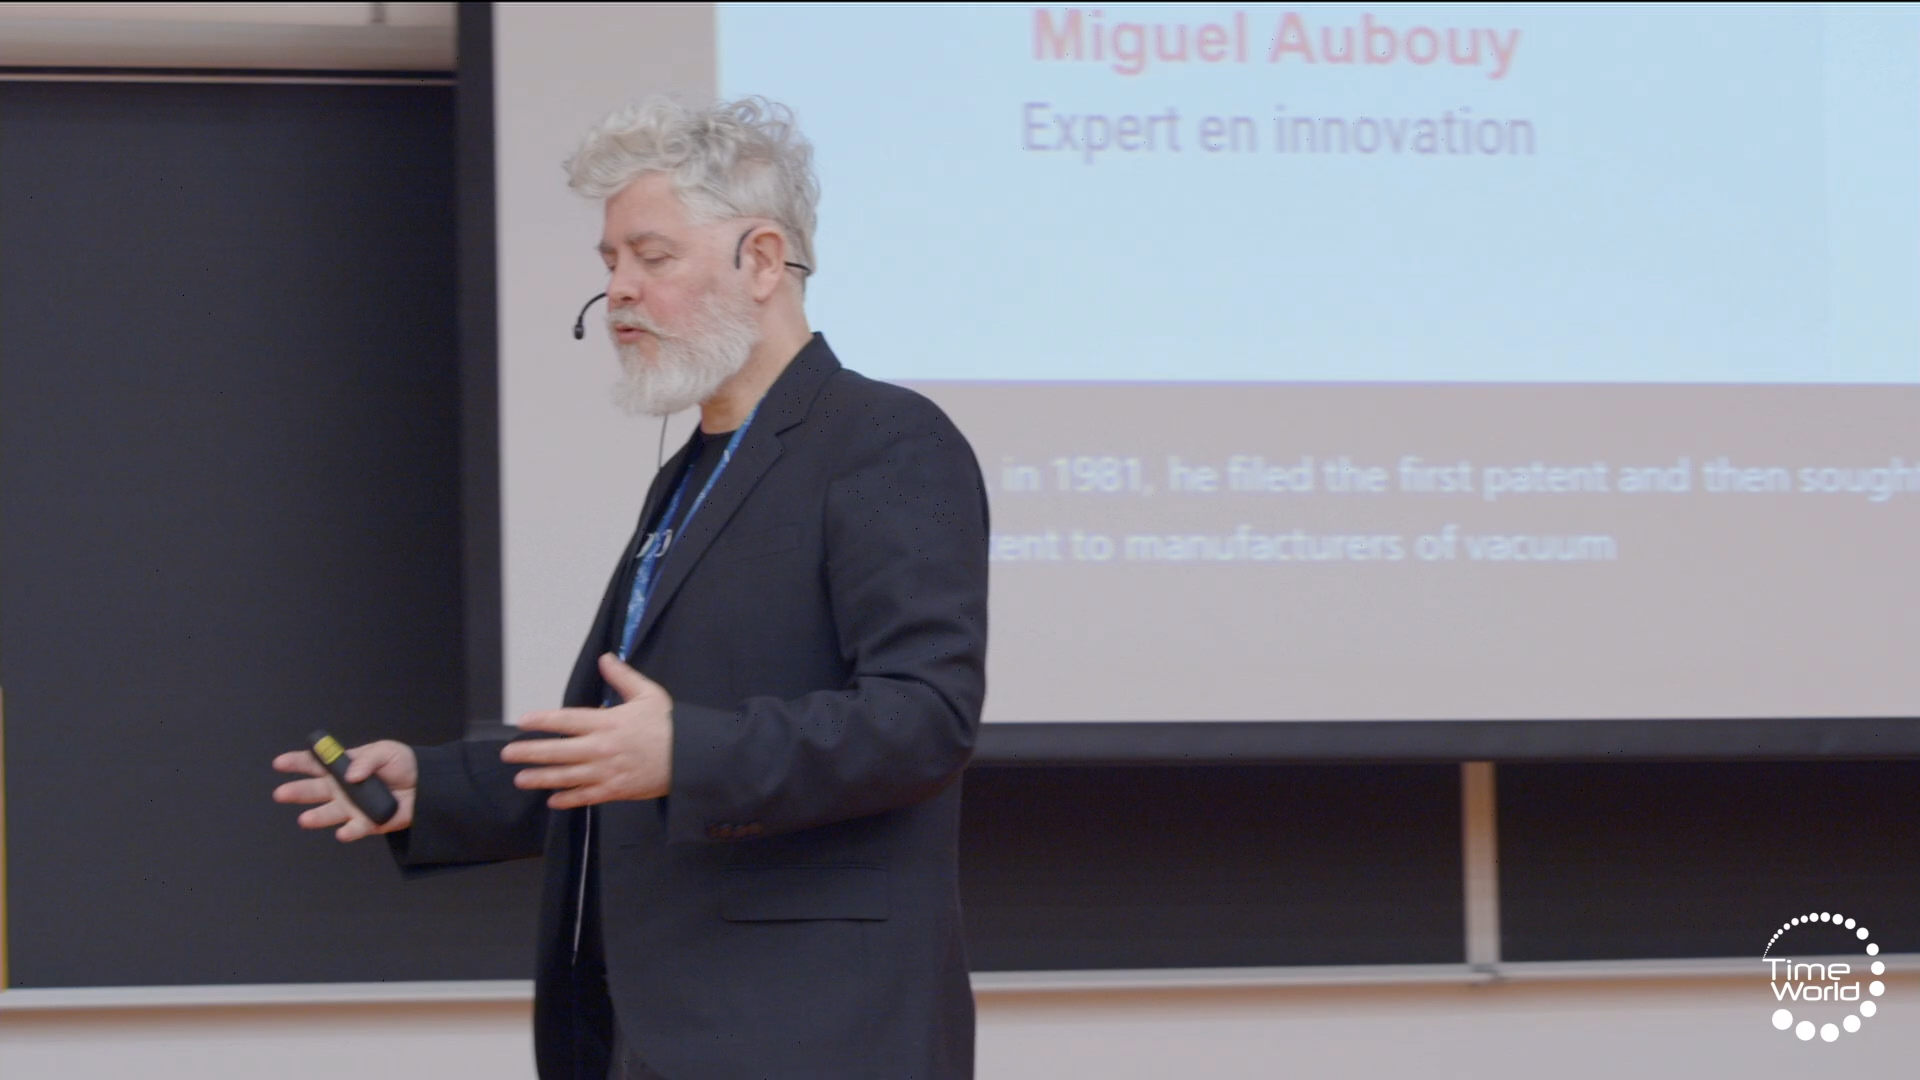 Miguel Aubouy
Expert en innovation
in 1981, he filed the first patent and then sought
tent to manufacturers of vacuum
Time
World